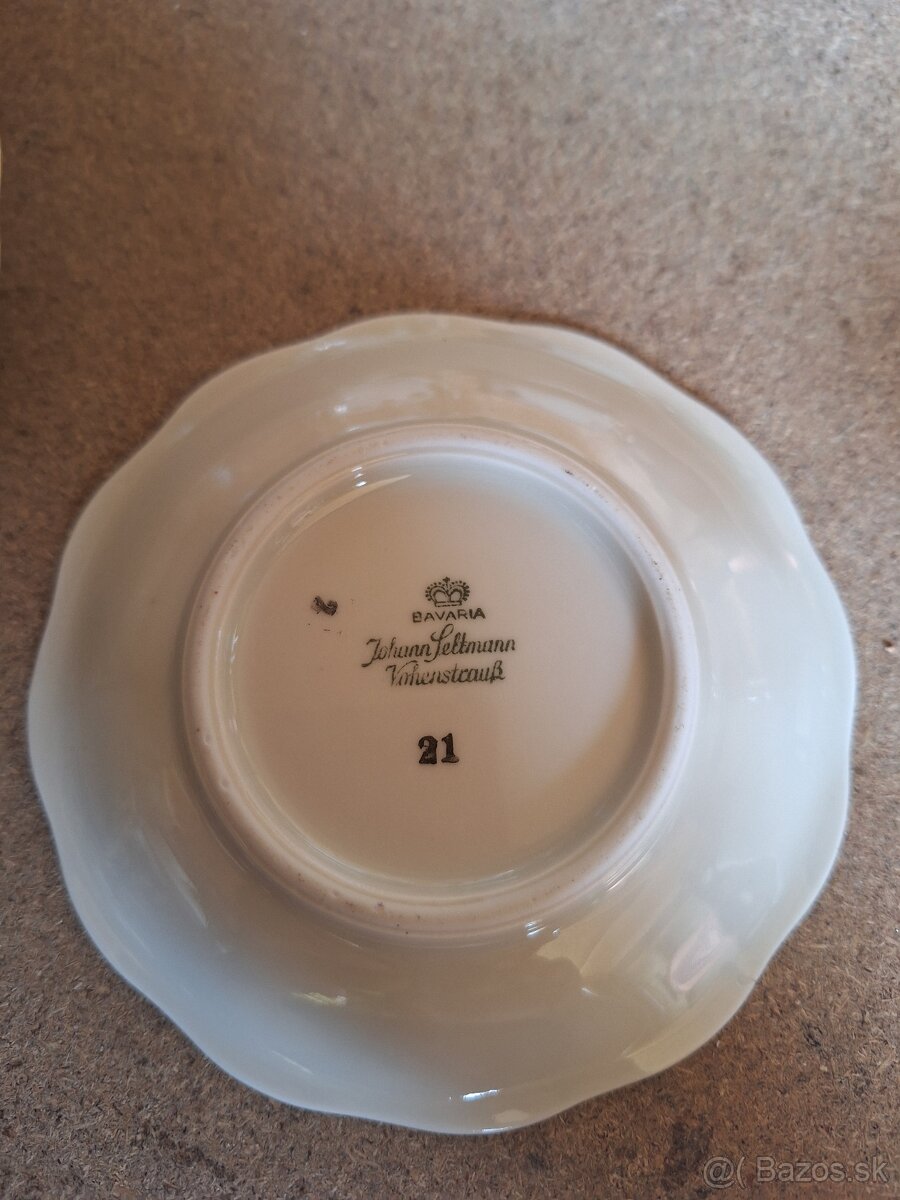 BAVARIA
Johann Seltmann
Vohenstrauß
21
@( Bazos.sk